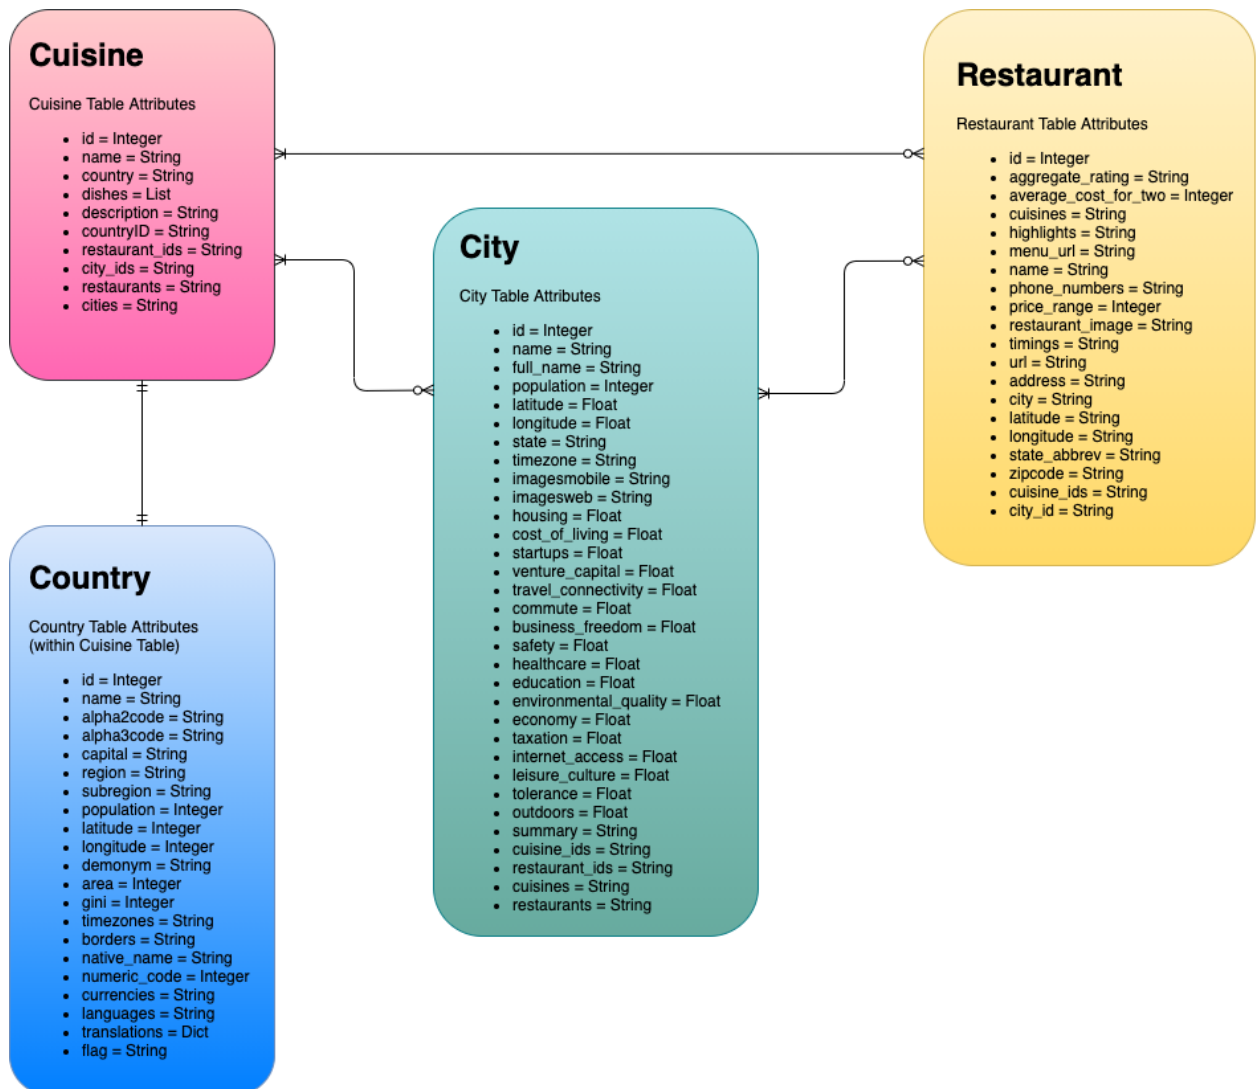 Cuisine
Cuisine Table Attributes
id = Integer
name = String
country = String
dishes = List
description = String
countryID = String
restaurant_ids = String
city_ids = String
restaurants = String
cities = String
Restaurant
Restaurant Table Attributes
id = Integer
aggregate_rating = String
average_cost_for_two = Integer
cuisines = String
highlights = String
menu_url = String
name = String
phone_numbers = String
price_range = Integer
restaurant_image = String
timings = String
url = String
address = String
city = String
latitude = String
longitude = String
state_abbrev = String
zipcode = String
cuisine_ids = String
city_id = String
City
City Table Attributes
id = Integer
name = String
full_name = String
population = Integer
latitude = Float
longitude = Float
state = String
timezone = String
imagesmobile = String
imagesweb = String
housing = Float
cost_of_living = Float
startups = Float
venture_capital = Float
travel_connectivity = Float
commute = Float
business_freedom = Float
safety = Float
healthcare = Float
education = Float
environmental_quality = Float
economy = Float
taxation = Float
internet_access = Float
leisure_culture = Float
tolerance = Float
outdoors = Float
summary = String
cuisine_ids = String
restaurant_ids = String
cuisines = String
restaurants = String
Country
Country Table Attributes
(within Cuisine Table)
id = Integer
name = String
alpha2code = String
alpha3code = String
capital = String
region = String
subregion = String
population = Integer
latitude = Integer
longitude = Integer
demonym = String
area = Integer
gini = Integer
timezones = String
borders = String
native_name = String
numeric_code = Integer
currencies = String
languages = String
translations = Dict
flag = String